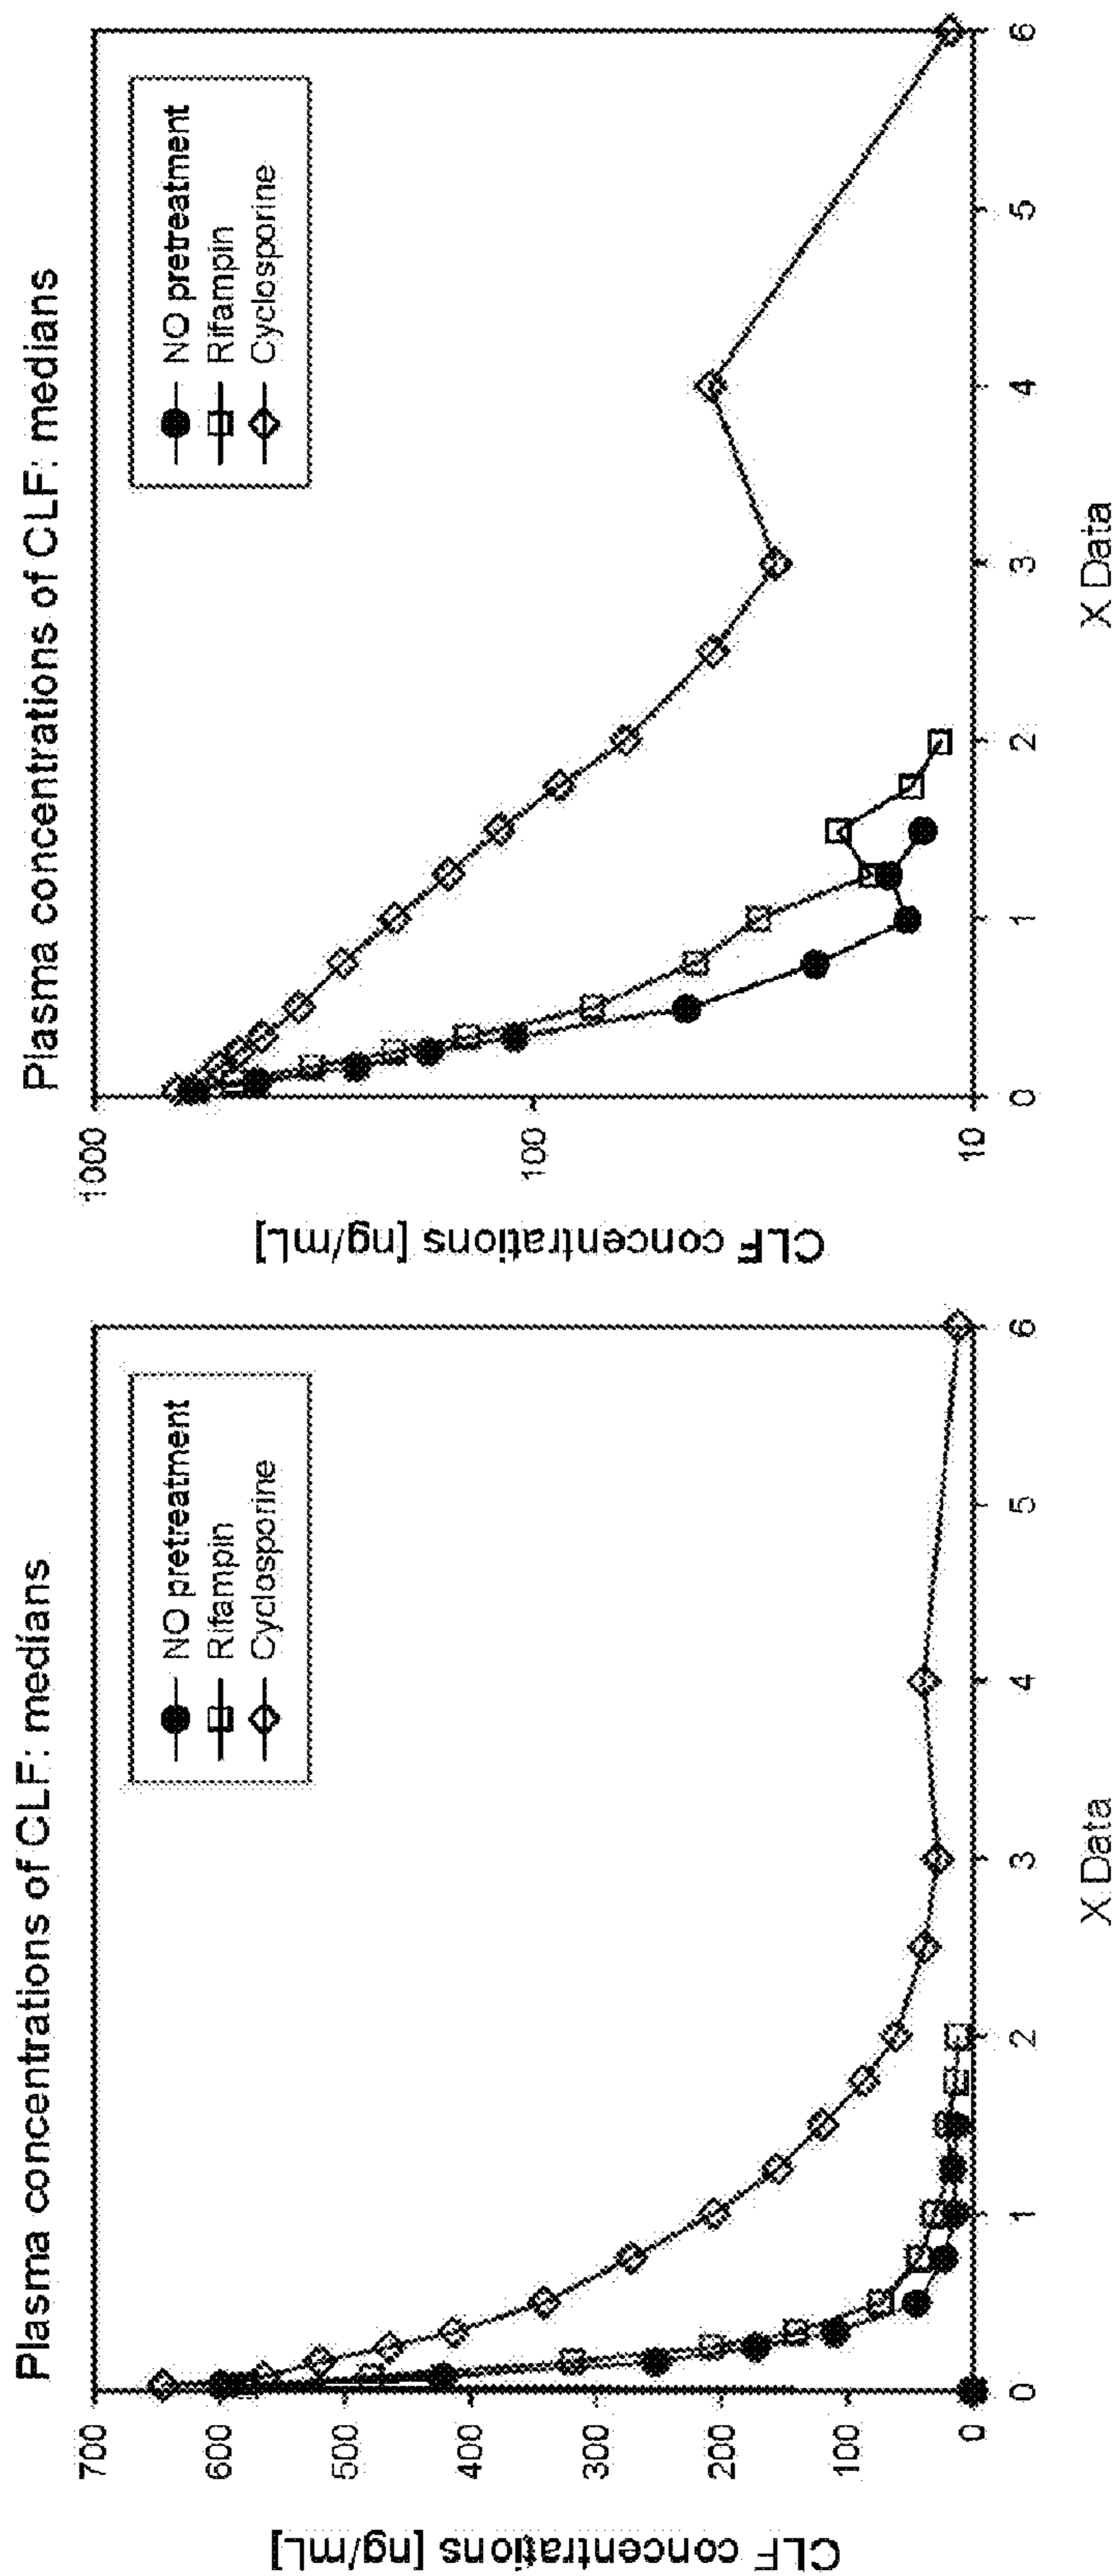 Plasma concentrations of CLF: medians
CLF concentrations [ng/mL]
700
600
500
400
300
200
100
0
NO pretreatment
Rifampin
Cyclosporine
0
1
2
3
4
5
6
X Data
Plasma concentrations of CLF: medians
CLF concentrations [ng/mL]
1000
100
10
NO pretreatment
Rifampin
Cyclosporine
0
1
2
3
4
5
6
X Data